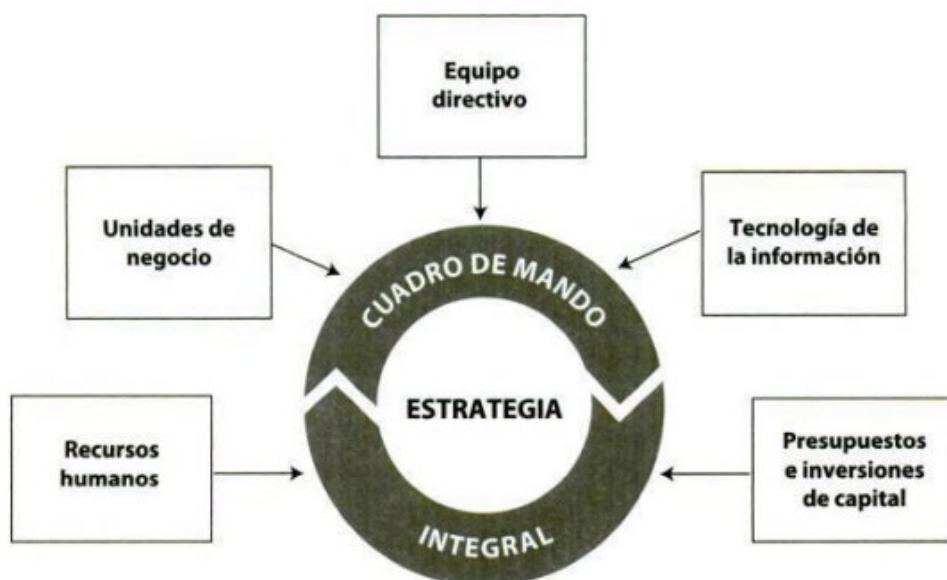 Equipo
directivo
Unidades de
negocio
Tecnología de
la información
CUADRO DE MANDO
ESTRATEGIA
INTEGRAL
Recursos
humanos
Presupuestos
e inversiones
de capital